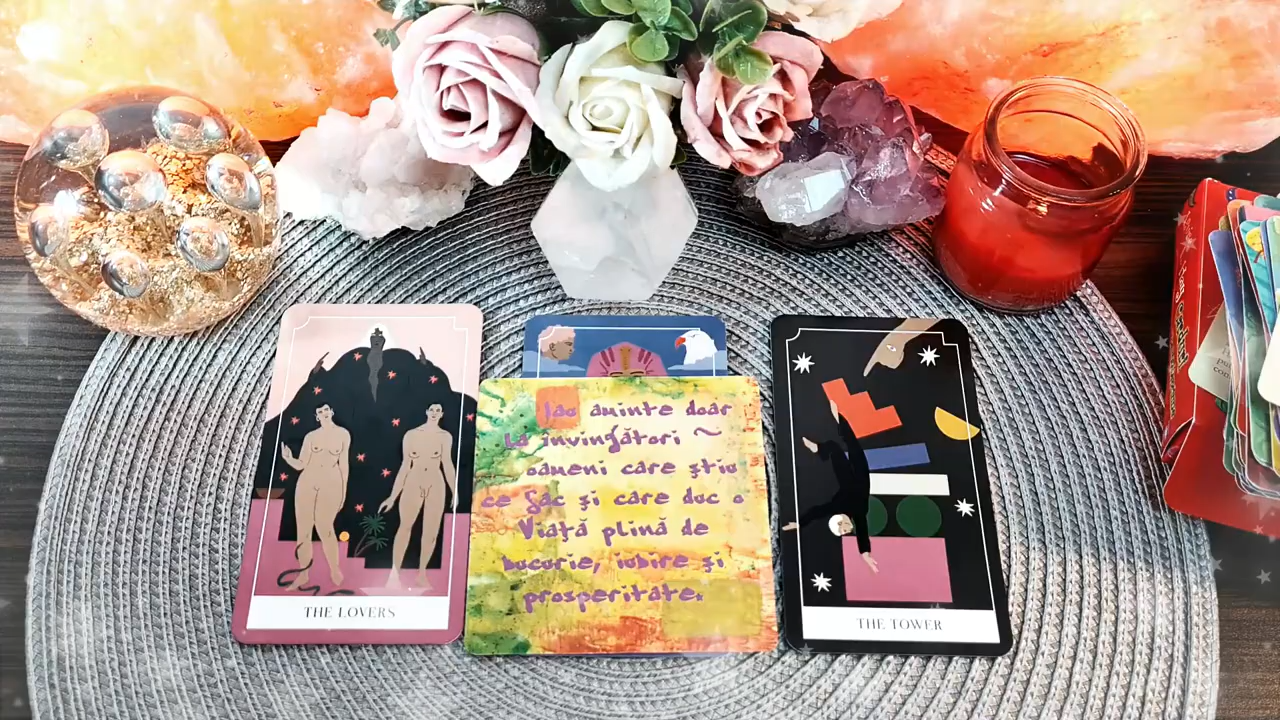 Iau aminte doar
la învingători ~
oameni care știu
ce fac și care duc o
Viață plină de
bucurie, iubire și
prosperitate.
THE LOVERS
THE TOWER